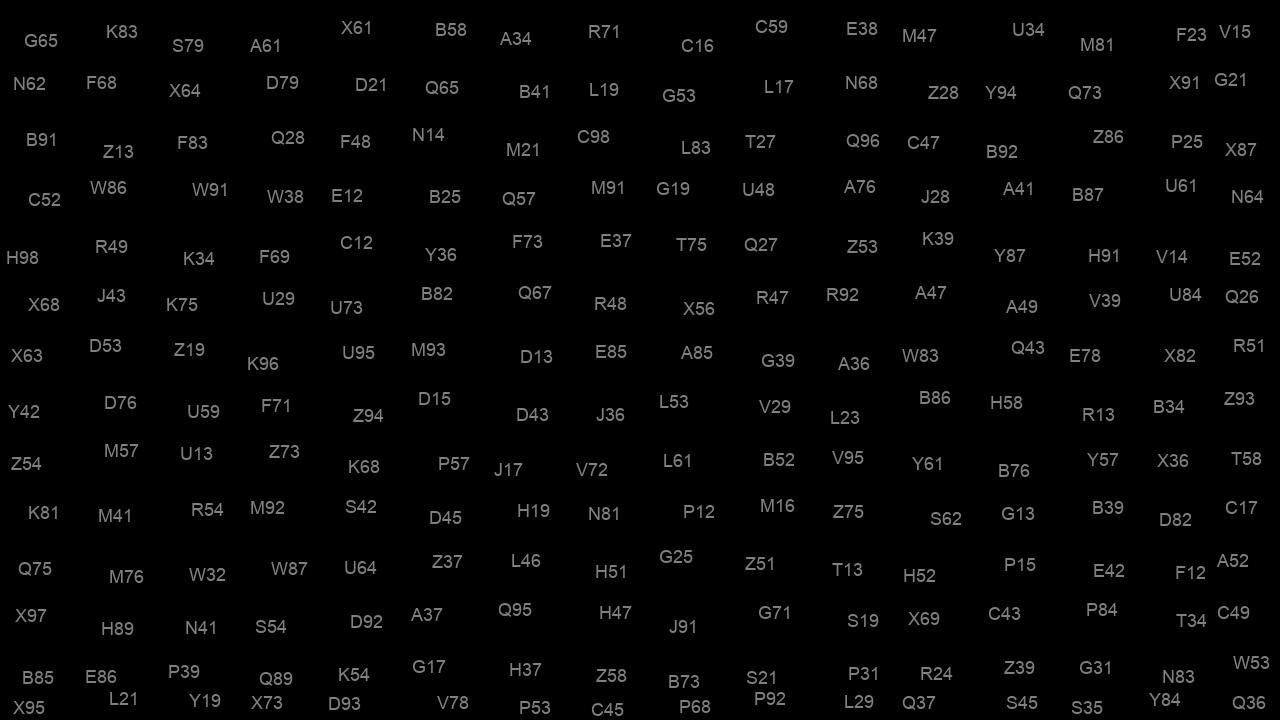 G65 K83 S79 A61 X61 B58 A34 R71 C16 C59 E38 M47 U34 M81 F23 V15
N62 F68 X64 D79 D21 Q65 B41 L19 G53 L17 N68 Z28 Y94 Q73 X91 G21
B91 Z13 F83 Q28 F48 N14 M21 C98 L83 T27 Q96 C47 B92 Z86 P25 X87
C52 W86 W91 W38 E12 B25 Q57 M91 G19 U48 A76 J28 A41 B87 U61 N64
H98 R49 K34 F69 C12 Y36 F73 E37 T75 Q27 Z53 K39 Y87 H91 V14 E52
X68 J43 K75 U29 U73 B82 Q67 R48 X56 R47 R92 A47 A49 V39 U84 Q26
X63 D53 Z19 K96 U95 M93 D13 E85 A85 G39 A36 W83 Q43 E78 X82 R51
Y42 D76 U59 F71 Z94 D15 D43 J36 L53 V29 L23 B86 H58 R13 B34 Z93
Z54 M57 U13 Z73 K68 P57 J17 V72 L61 B52 V95 Y61 B76 Y57 X36 T58
K81 M41 R54 M92 S42 D45 H19 N81 P12 M16 Z75 S62 G13 B39 D82 C17
Q75 M76 W32 W87 U64 Z37 L46 H51 G25 Z51 T13 H52 P15 E42 F12 A52
X97 H89 N41 S54 D92 A37 Q95 H47 J91 G71 S19 X69 C43 P84 T34 C49
B85 E86 P39 Q89 K54 G17 H37 Z58 B73 S21 P31 R24 Z39 G31 N83 W53
X95 L21 Y19 X73 D93 V78 P53 C45 P68 P92 L29 Q37 S45 S35 Y84 Q36